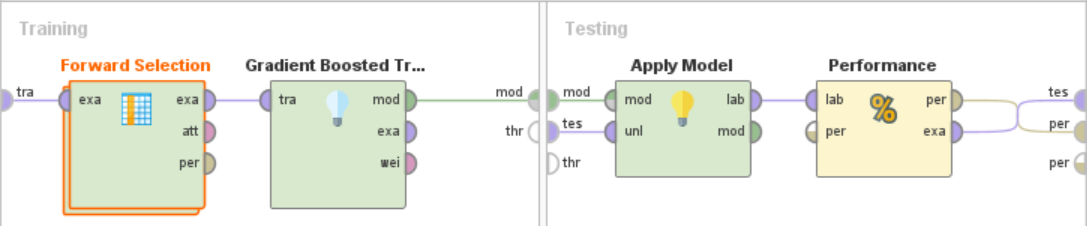 Training
Testing
Forward Selection
Gradient Boosted Tr...
Apply Model
Performance
tra
exa
exa
tra
mod
mod
mod
mod
lab
lab
per
tes
att
exa
thr
tes
unl
mod
per
exa
per
per
wei
thr
per
%